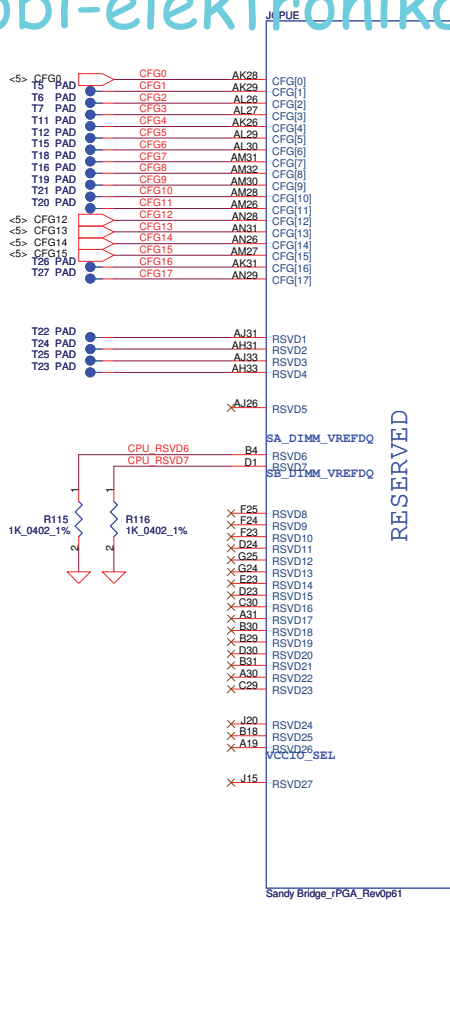 obi-elektronika
JCPUE
<5> CFG0 CFG0 AK28 CFG[0]
T5 PAD CFG1 AK29 CFG[1]
T6 PAD CFG2 AL26 CFG[2]
T7 PAD CFG3 AL27 CFG[3]
T11 PAD CFG4 AK26 CFG[4]
T12 PAD CFG5 AL29 CFG[5]
T15 PAD CFG6 AL30 CFG[6]
T18 PAD CFG7 AM31 CFG[7]
T16 PAD CFG8 AM32 CFG[8]
T19 PAD CFG9 AM30 CFG[9]
T21 PAD CFG10 AM28 CFG[10]
T20 PAD CFG11 AM26 CFG[11]
<5> CFG12 CFG12 AN28 CFG[12]
<5> CFG13 CFG13 AN31 CFG[13]
<5> CFG14 CFG14 AN26 CFG[14]
<5> CFG15 CFG15 AM27 CFG[15]
T26 PAD CFG16 AK31 CFG[16]
T27 PAD CFG17 AN29 CFG[17]
T22 PAD AJ31 RSVD1
T24 PAD AH31 RSVD2
T25 PAD AJ33 RSVD3
T23 PAD AH33 RSVD4
AJ26 RSVD5
SA_DIMM_VREFDQ
CPU_RSVD6 B4 RSVD6
CPU_RSVD7 D1 RSVD7
SB_DIMM_VREFDQ
RESERVED
1 1
R115 R116
1K_0402_1% 1K_0402_1%
2 2
F25 RSVD8
F24 RSVD9
F23 RSVD10
D24 RSVD11
G25 RSVD12
G24 RSVD13
E23 RSVD14
D23 RSVD15
C30 RSVD16
A31 RSVD17
B30 RSVD18
B29 RSVD19
D30 RSVD20
B31 RSVD21
A30 RSVD22
C29 RSVD23
J20 RSVD24
B18 RSVD25
A19 RSVD26
VCCIO_SEL
J15 RSVD27
Sandy Bridge_rPGA_Rev0p61